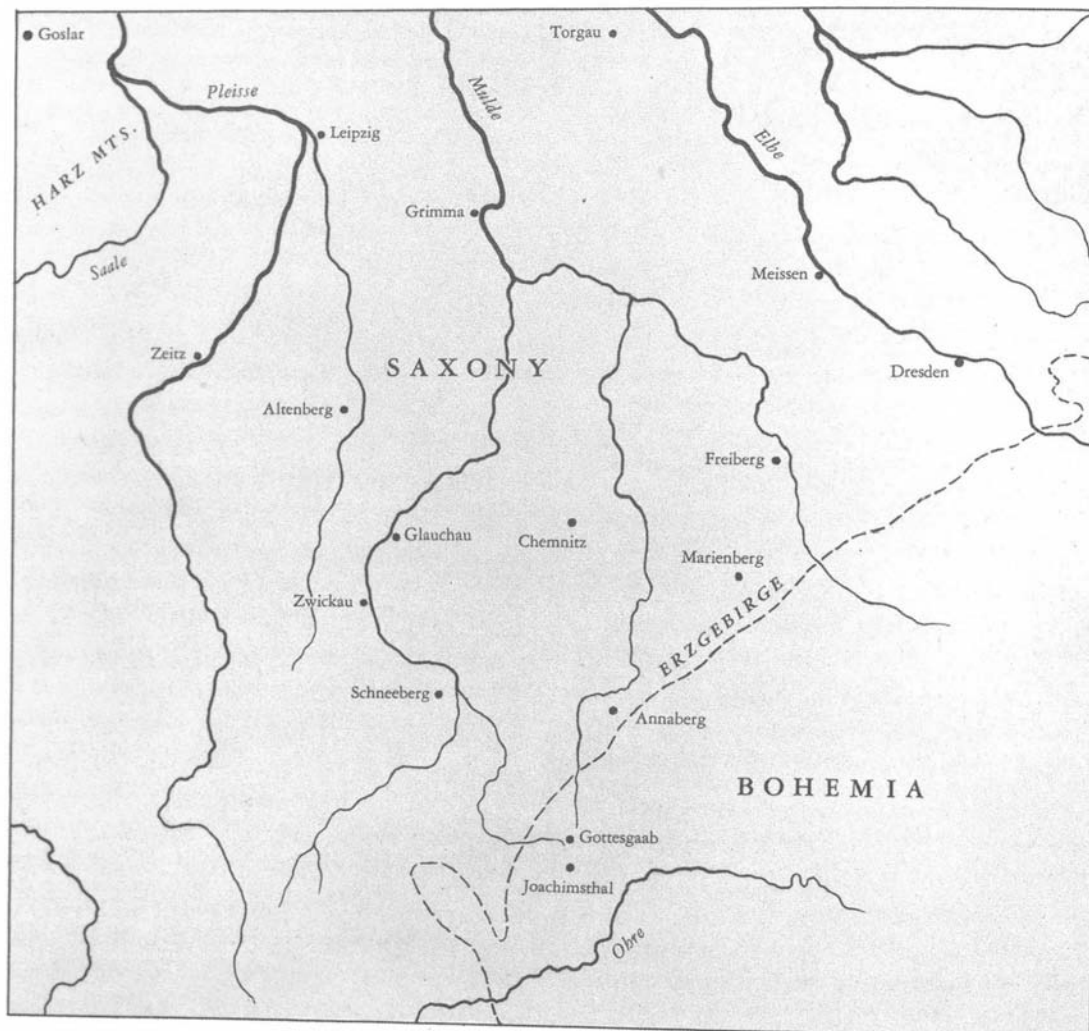 Goslar
Torgau
Pleisse
Mulde
Leipzig
HARZ MTS.
Elbe
Grimma
Saale
Meissen
Zeitz
SAXONY
Dresden
Altenberg
Freiberg
Glauchau
Chemnitz
Marienberg
Zwickau
ERZGEBIRGE
Schneeberg
Annaberg
BOHEMIA
Gottesgaab
Joachimsthal
Obre